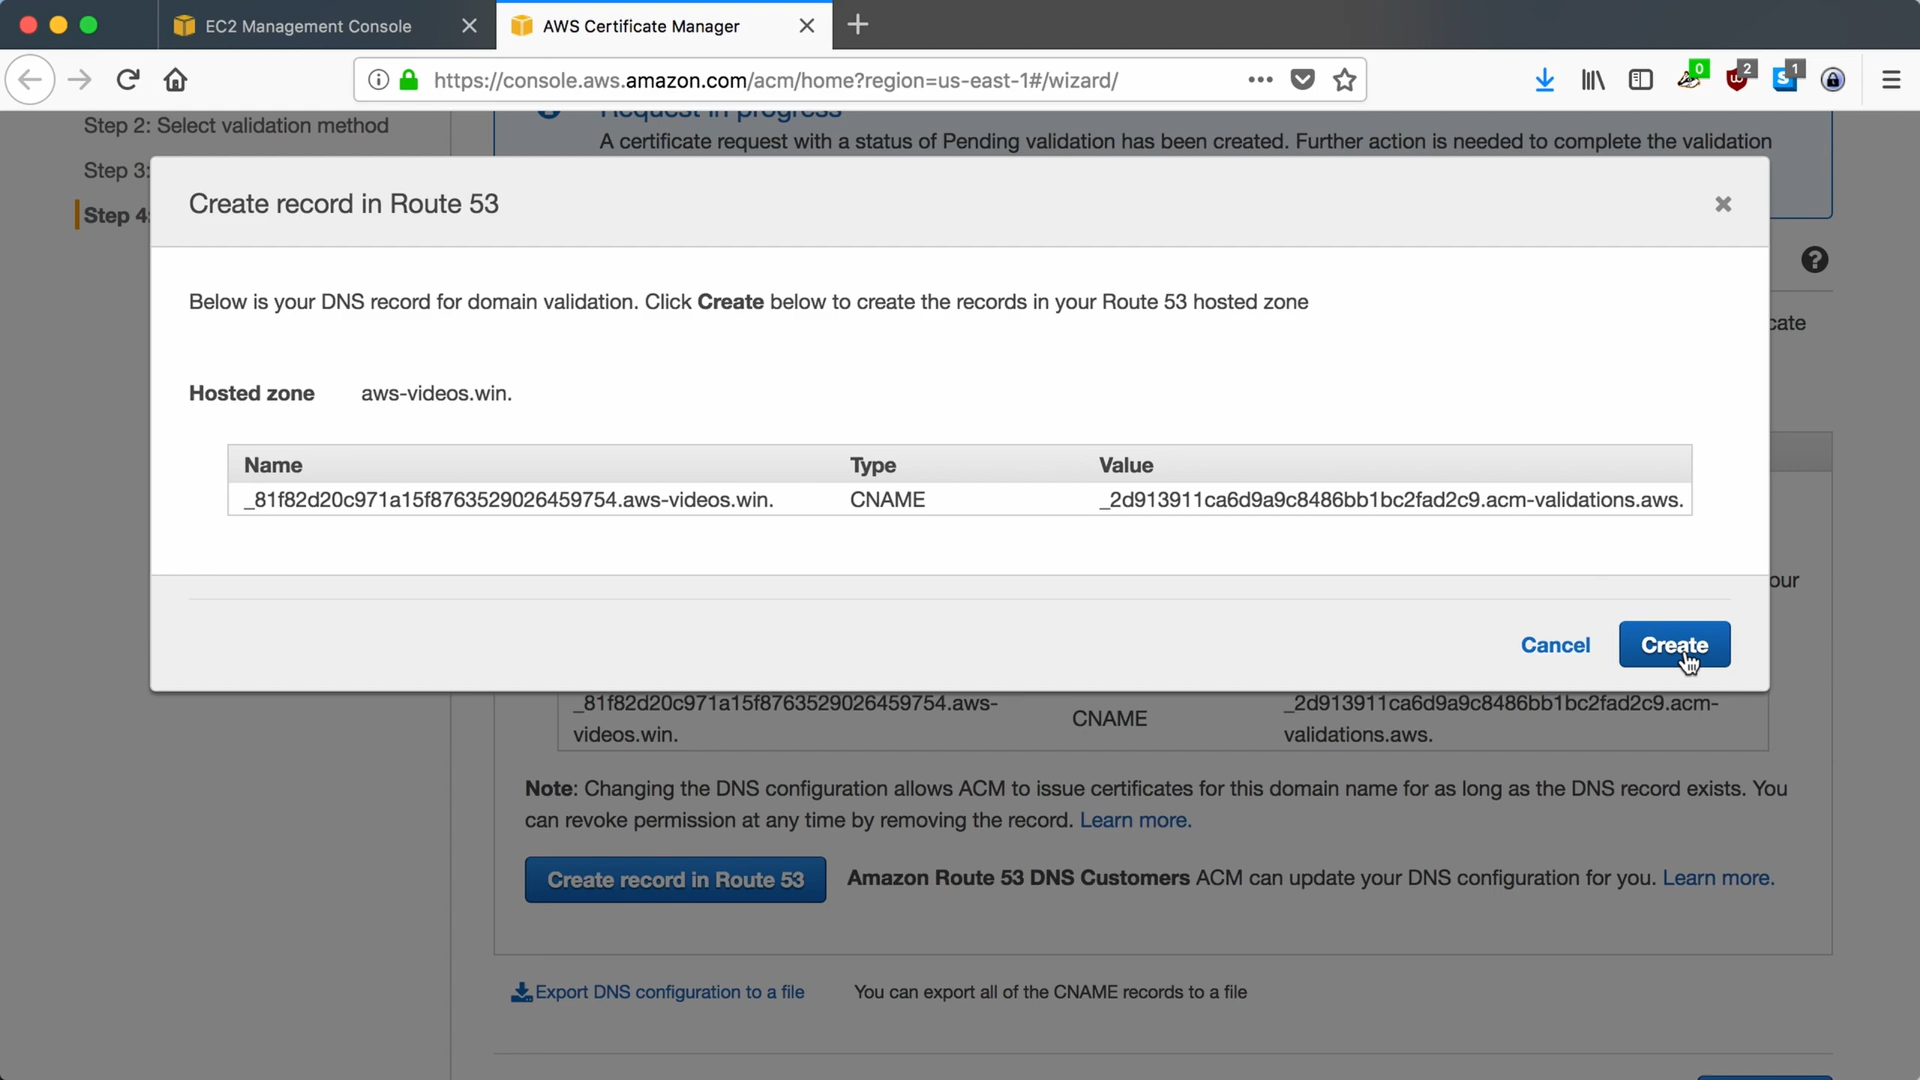 EC2 Management Console
AWS Certificate Manager
https://console.aws.amazon.com/acm/home?region=us-east-1#/wizard/
0
2
1
Step 2: Select validation method
Request in progress
A certificate request with a status of Pending validation has been created. Further action is needed to complete the validation
Step 3:
Step 4:
Create record in Route 53
Below is your DNS record for domain validation. Click Create below to create the records in your Route 53 hosted zone
Hosted zone aws-videos.win.
Name Type Value
_81f82d20c971a15f8763529026459754.aws-videos.win. CNAME _2d913911ca6d9a9c8486bb1bc2fad2c9.acm-validations.aws.
Cancel Create
_81f82d20c971a15f8763529026459754.aws-
videos.win.
CNAME
_2d913911ca6d9a9c8486bb1bc2fad2c9.acm-
validations.aws.
Note: Changing the DNS configuration allows ACM to issue certificates for this domain name for as long as the DNS record exists. You
can revoke permission at any time by removing the record. Learn more.
Create record in Route 53 Amazon Route 53 DNS Customers ACM can update your DNS configuration for you. Learn more.
Export DNS configuration to a file You can export all of the CNAME records to a file